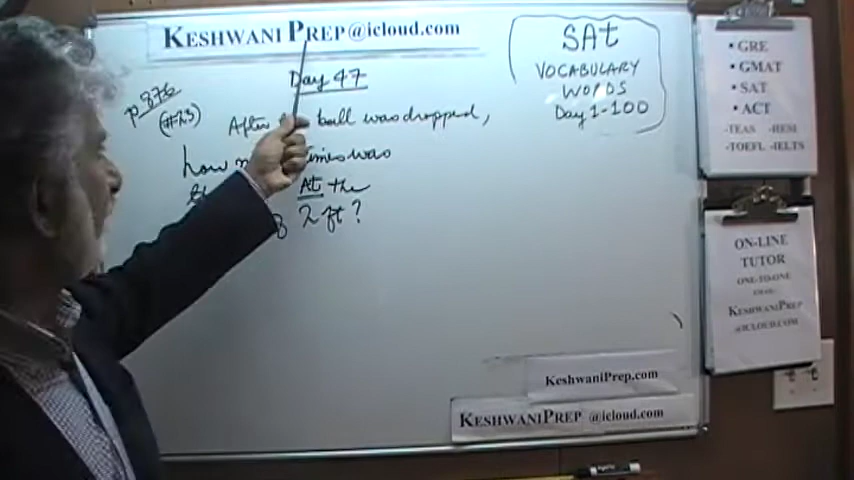 KESHWANI PREP@icloud.com
Day 47
p 876
(#23)
After ball was dropped,
how times was
At the
2 ft?
SAT
VOCABULARY
WORDS
Day 1-100
• GRE
• GMAT
• SAT
• ACT
-TEAS -HESI
-TOEFL -IELTS
ON-LINE
TUTOR
ONE-TO-ONE
KESHWANIPREP
@ICLOUD.COM
KESHWANIPREP.COM
KESHWANIPREP @icloud.com